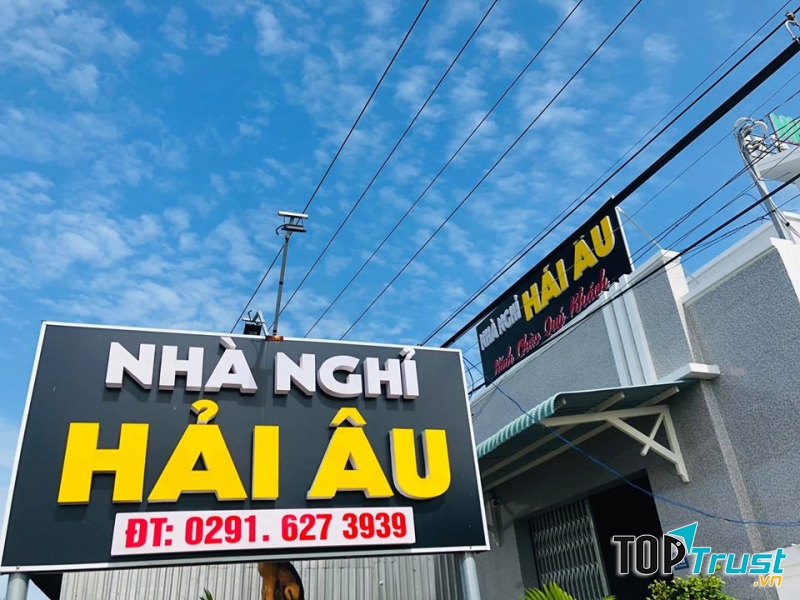 NHÀ NGHỈ
HẢI ÂU
ĐT: 0291. 627 3939
NHÀ NGHỈ HẢI ÂU
Kính Chào Quý Khách
TOPTrust
.vn